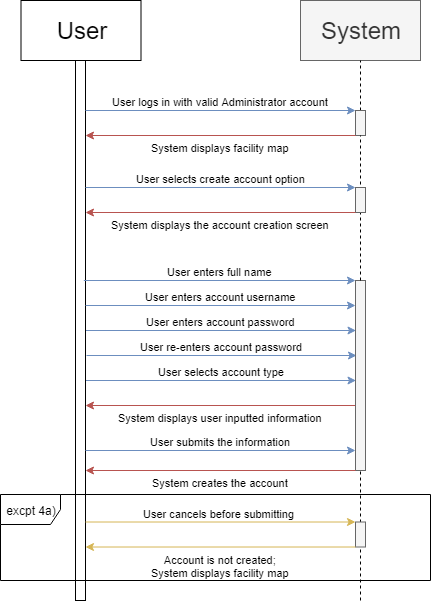 User
System
User logs in with valid Administrator account
System displays facility map
User selects create account option
System displays the account creation screen
User enters full name
User enters account username
User enters account password
User re-enters account password
User selects account type
System displays user inputted information
User submits the information
System creates the account
excpt 4a)
User cancels before submitting
Account is not created;
System displays facility map